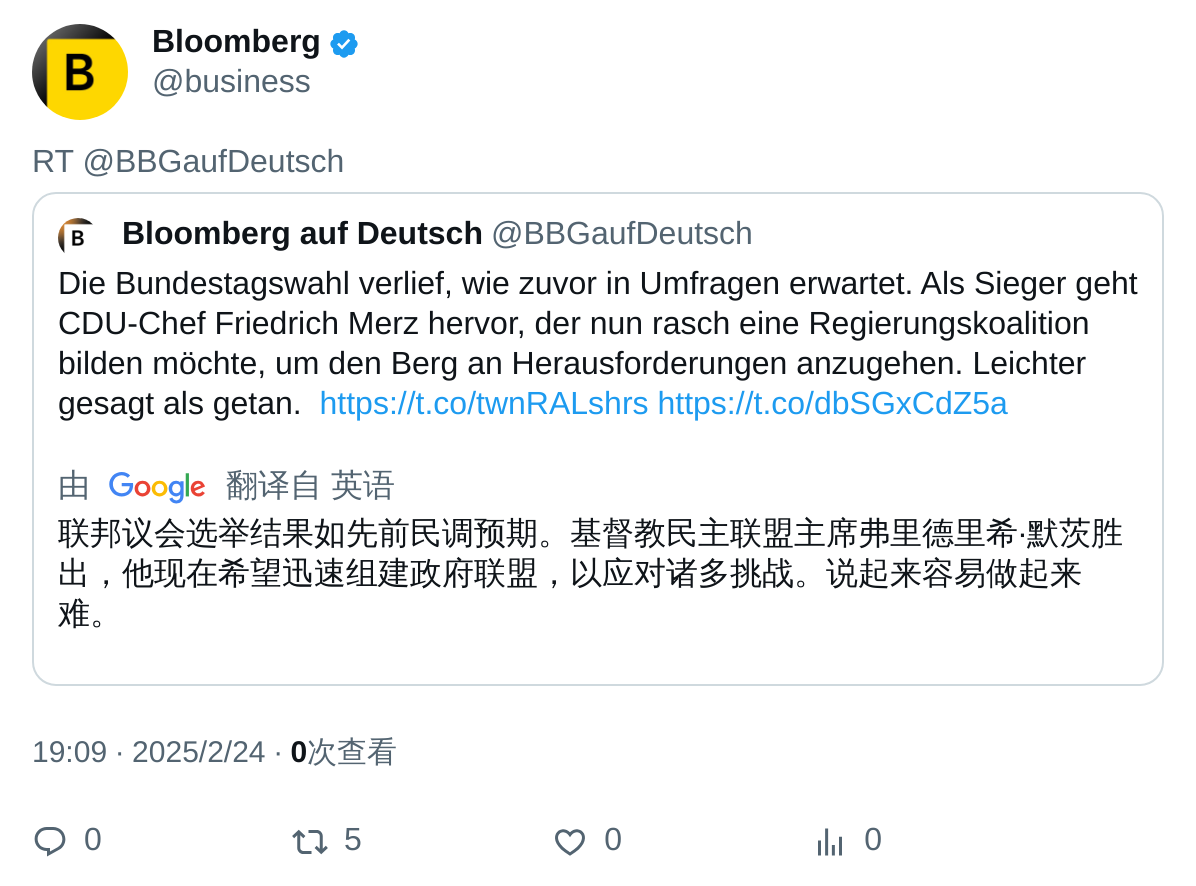 Bloomberg
@business
B
RT @BBGaufDeutsch
B
Bloomberg auf Deutsch @BBGaufDeutsch
Die Bundestagswahl verlief, wie zuvor in Umfragen erwartet. Als Sieger geht
CDU-Chef Friedrich Merz hervor, der nun rasch eine Regierungskoalition
bilden möchte, um den Berg an Herausforderungen anzugehen. Leichter
gesagt als getan.  https://t.co/twnRALshrs https://t.co/dbSGxCdZ5a
由 Google 翻译自 英语
联邦议会选举结果如先前民调预期。基督教民主联盟主席弗里德里希·默茨胜
出，他现在希望迅速组建政府联盟，以应对诸多挑战。说起来容易做起来
难。
19:09 · 2025/2/24 · 0次查看
0 5 0 0